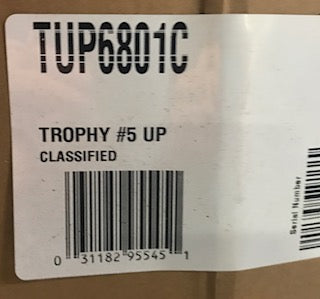 TUP6801C
TROPHY #5 UP
CLASSIFIED
0 31182 95545 1
Serial Number